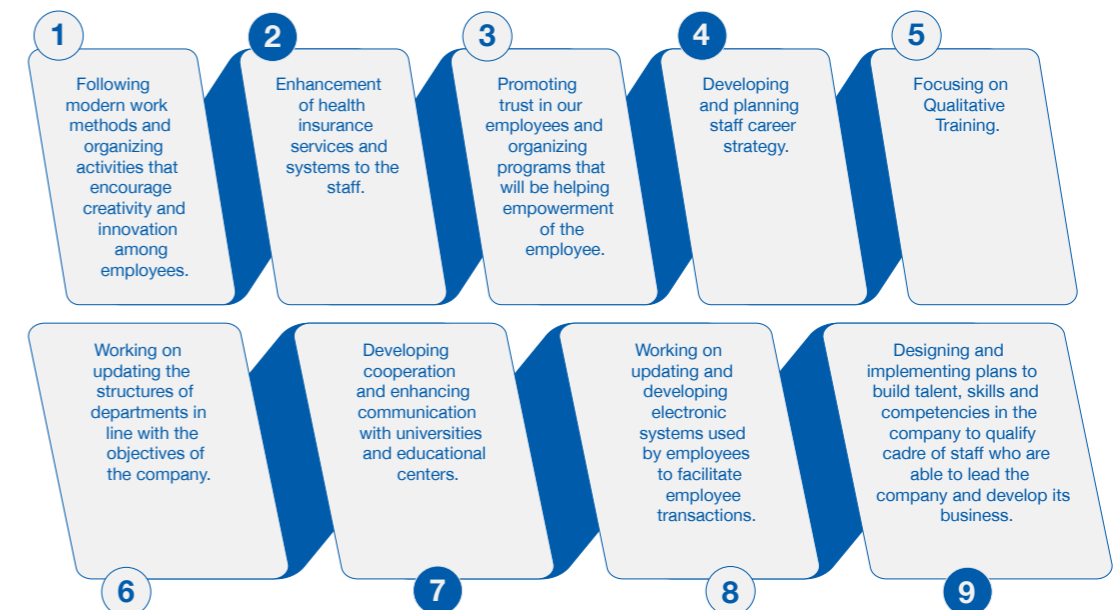 1
Following
modern work
methods and
organizing
activities that
encourage
creativity and
innovation
among
employees.
2
Enhancement
of health
insurance
services and
systems to the
staff.
3
Promoting
trust in our
employees and
organizing
programs that
will be helping
empowerment
of the
employee.
4
Developing
and planning
staff career
strategy.
5
Focusing on
Qualitative
Training.
Working on
updating the
structures of
departments in
line with the
objectives of
the company.
6
Developing
cooperation
and enhancing
communication
with universities
and educational
centers.
7
Working on
updating and
developing
electronic
systems used
by employees
to facilitate
employee
transactions.
8
Designing and
implementing plans to
build talent, skills and
competencies in the
company to qualify
cadre of staff who are
able to lead the
company and develop its
business.
9